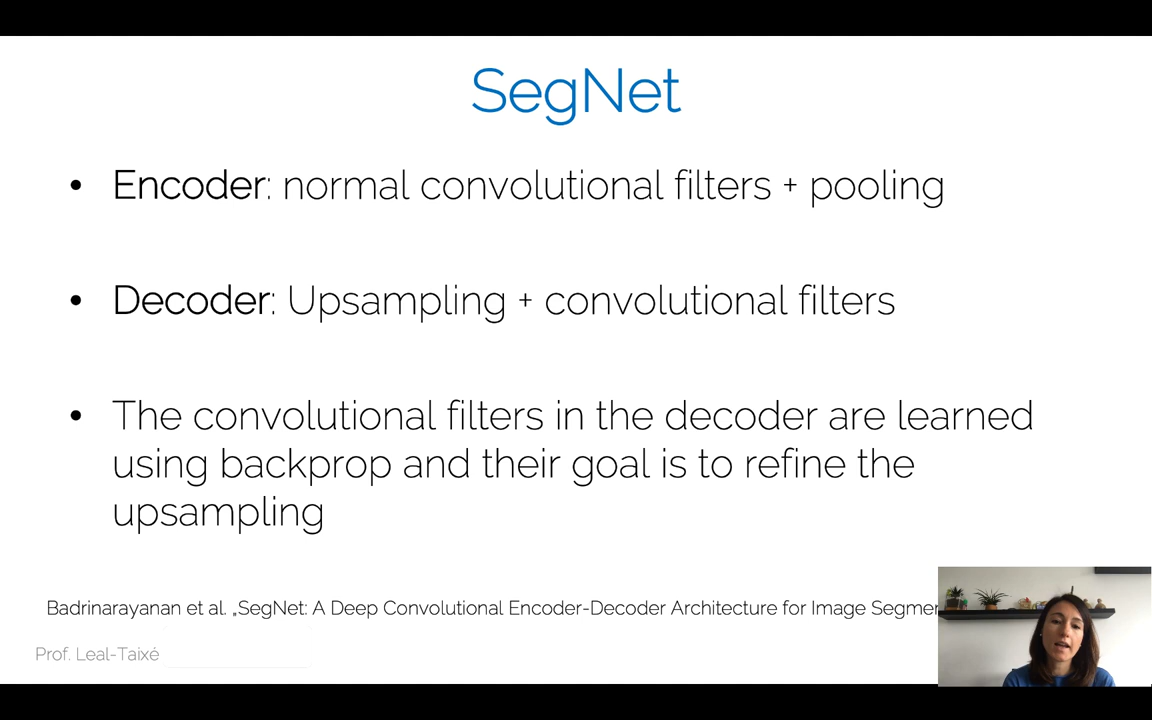 SegNet
• Encoder: normal convolutional filters + pooling
• Decoder: Upsampling + convolutional filters
• The convolutional filters in the decoder are learned
using backprop and their goal is to refine the
upsampling
Badrinarayanan et al. „SegNet: A Deep Convolutional Encoder-Decoder Architecture for Image
Prof. Leal-Taixé